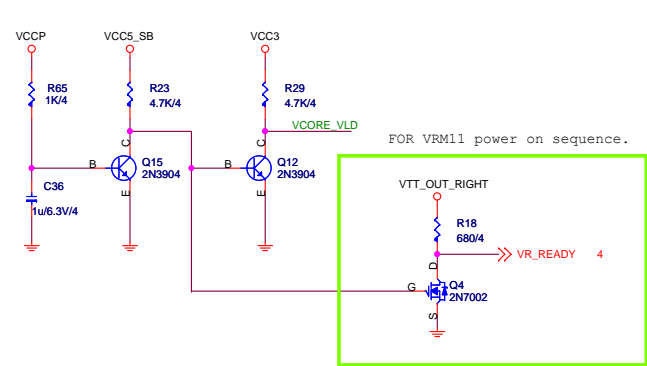 VCCP
VCC5_SB
VCC3
R65
1K/4
R23
4.7K/4
R29
4.7K/4
VCORE_VLD
FOR VRM11 power on sequence.
C
C
B
Q15
2N3904
B
Q12
2N3904
C36
1u/6.3V/4
E
E
VTT_OUT_RIGHT
R18
680/4
VR_READY 4
D
G
Q4
2N7002
S